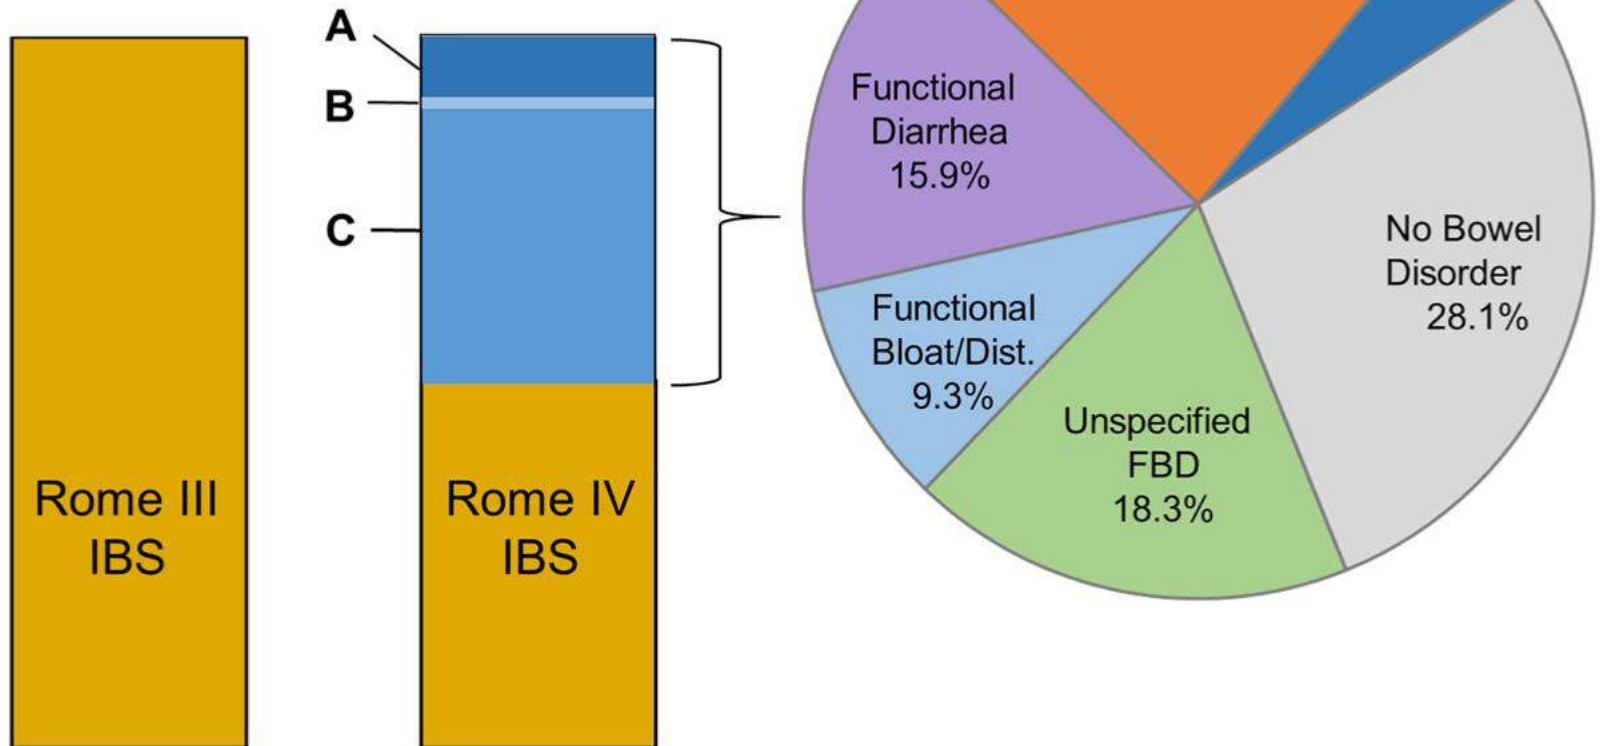 A
B
C
Rome III
IBS
Rome IV
IBS
Functional
Diarrhea
15.9%
Functional
Bloat/Dist.
9.3%
Unspecified
FBD
18.3%
No Bowel
Disorder
28.1%